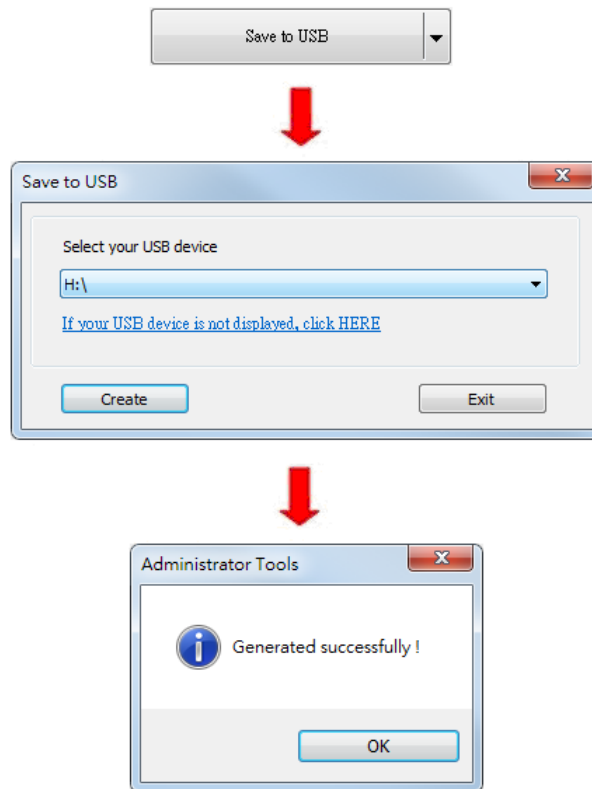 Save to USB
Save to USB
Select your USB device
H:\
If your USB device is not displayed, click HERE
Create
Exit
Administrator Tools
Generated successfully !
OK